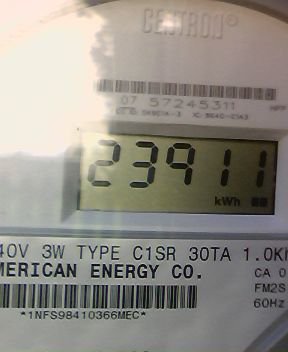 CENTRON®
07 57245311
23911
kWh
40V 3W TYPE C1SR 30TA 1.0Kh
MERICAN ENERGY CO.
CA 0
FM2S
60Hz
*1NFS98410366MEC*